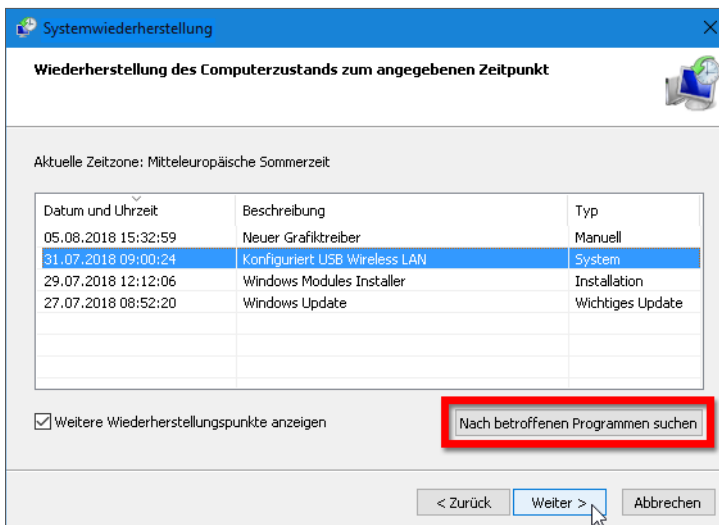 Systemwiederherstellung
Wiederherstellung des Computerzustands zum angegebenen Zeitpunkt
Aktuelle Zeitzone: Mitteleuropäische Sommerzeit
Datum und Uhrzeit Beschreibung Typ
05.08.2018 15:32:59 Neuer Grafiktreiber Manuell
31.07.2018 09:00:24 Konfiguriert USB Wireless LAN System
29.07.2018 12:12:06 Windows Modules Installer Installation
27.07.2018 08:52:20 Windows Update Wichtiges Update
Weitere Wiederherstellungspunkte anzeigen Nach betroffenen Programmen suchen
< Zurück Weiter > Abbrechen